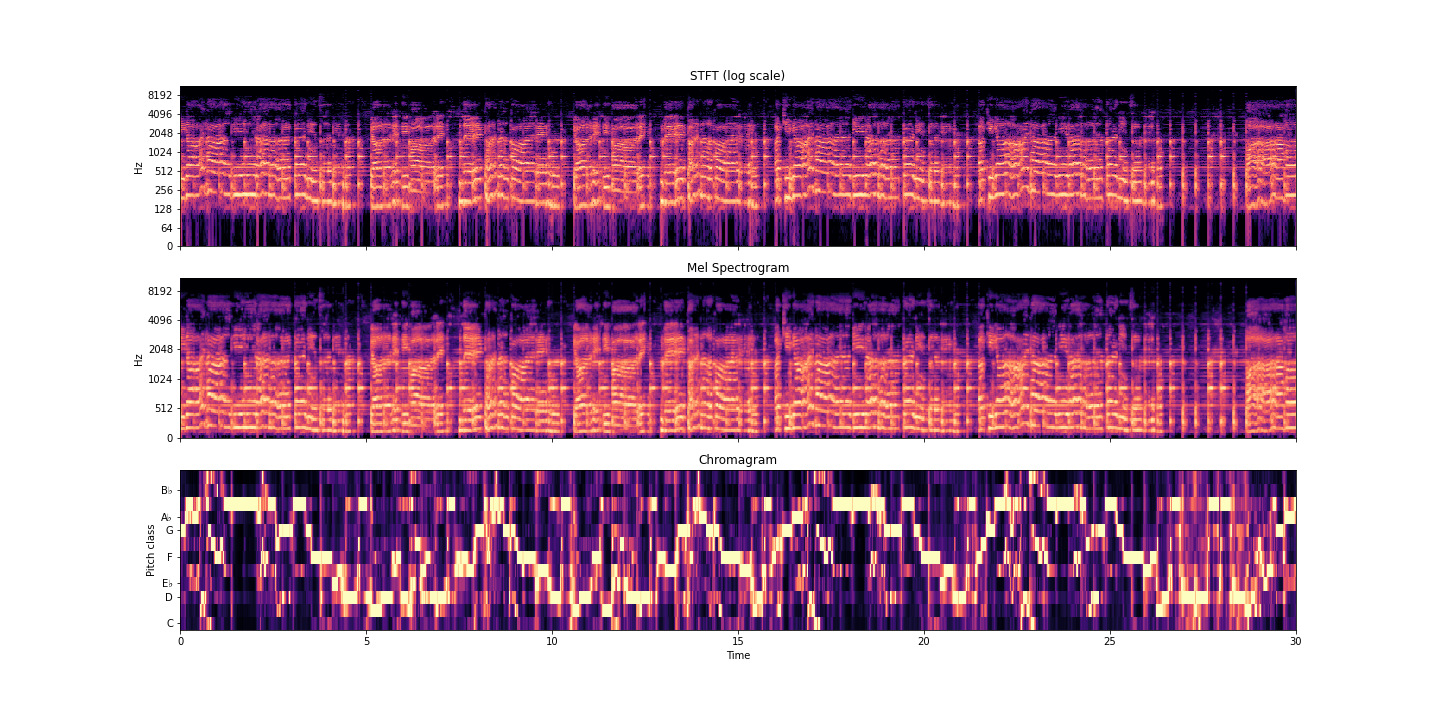 STFT (log scale)
8192
4096
2048
1024
512
256
128
64
0
Hz
Mel Spectrogram
8192
4096
2048
1024
512
0
Hz
Chromagram
B♭
A♭
G
F
E♭
D
C
Pitch class
0 5 10 15 20 25 30
Time